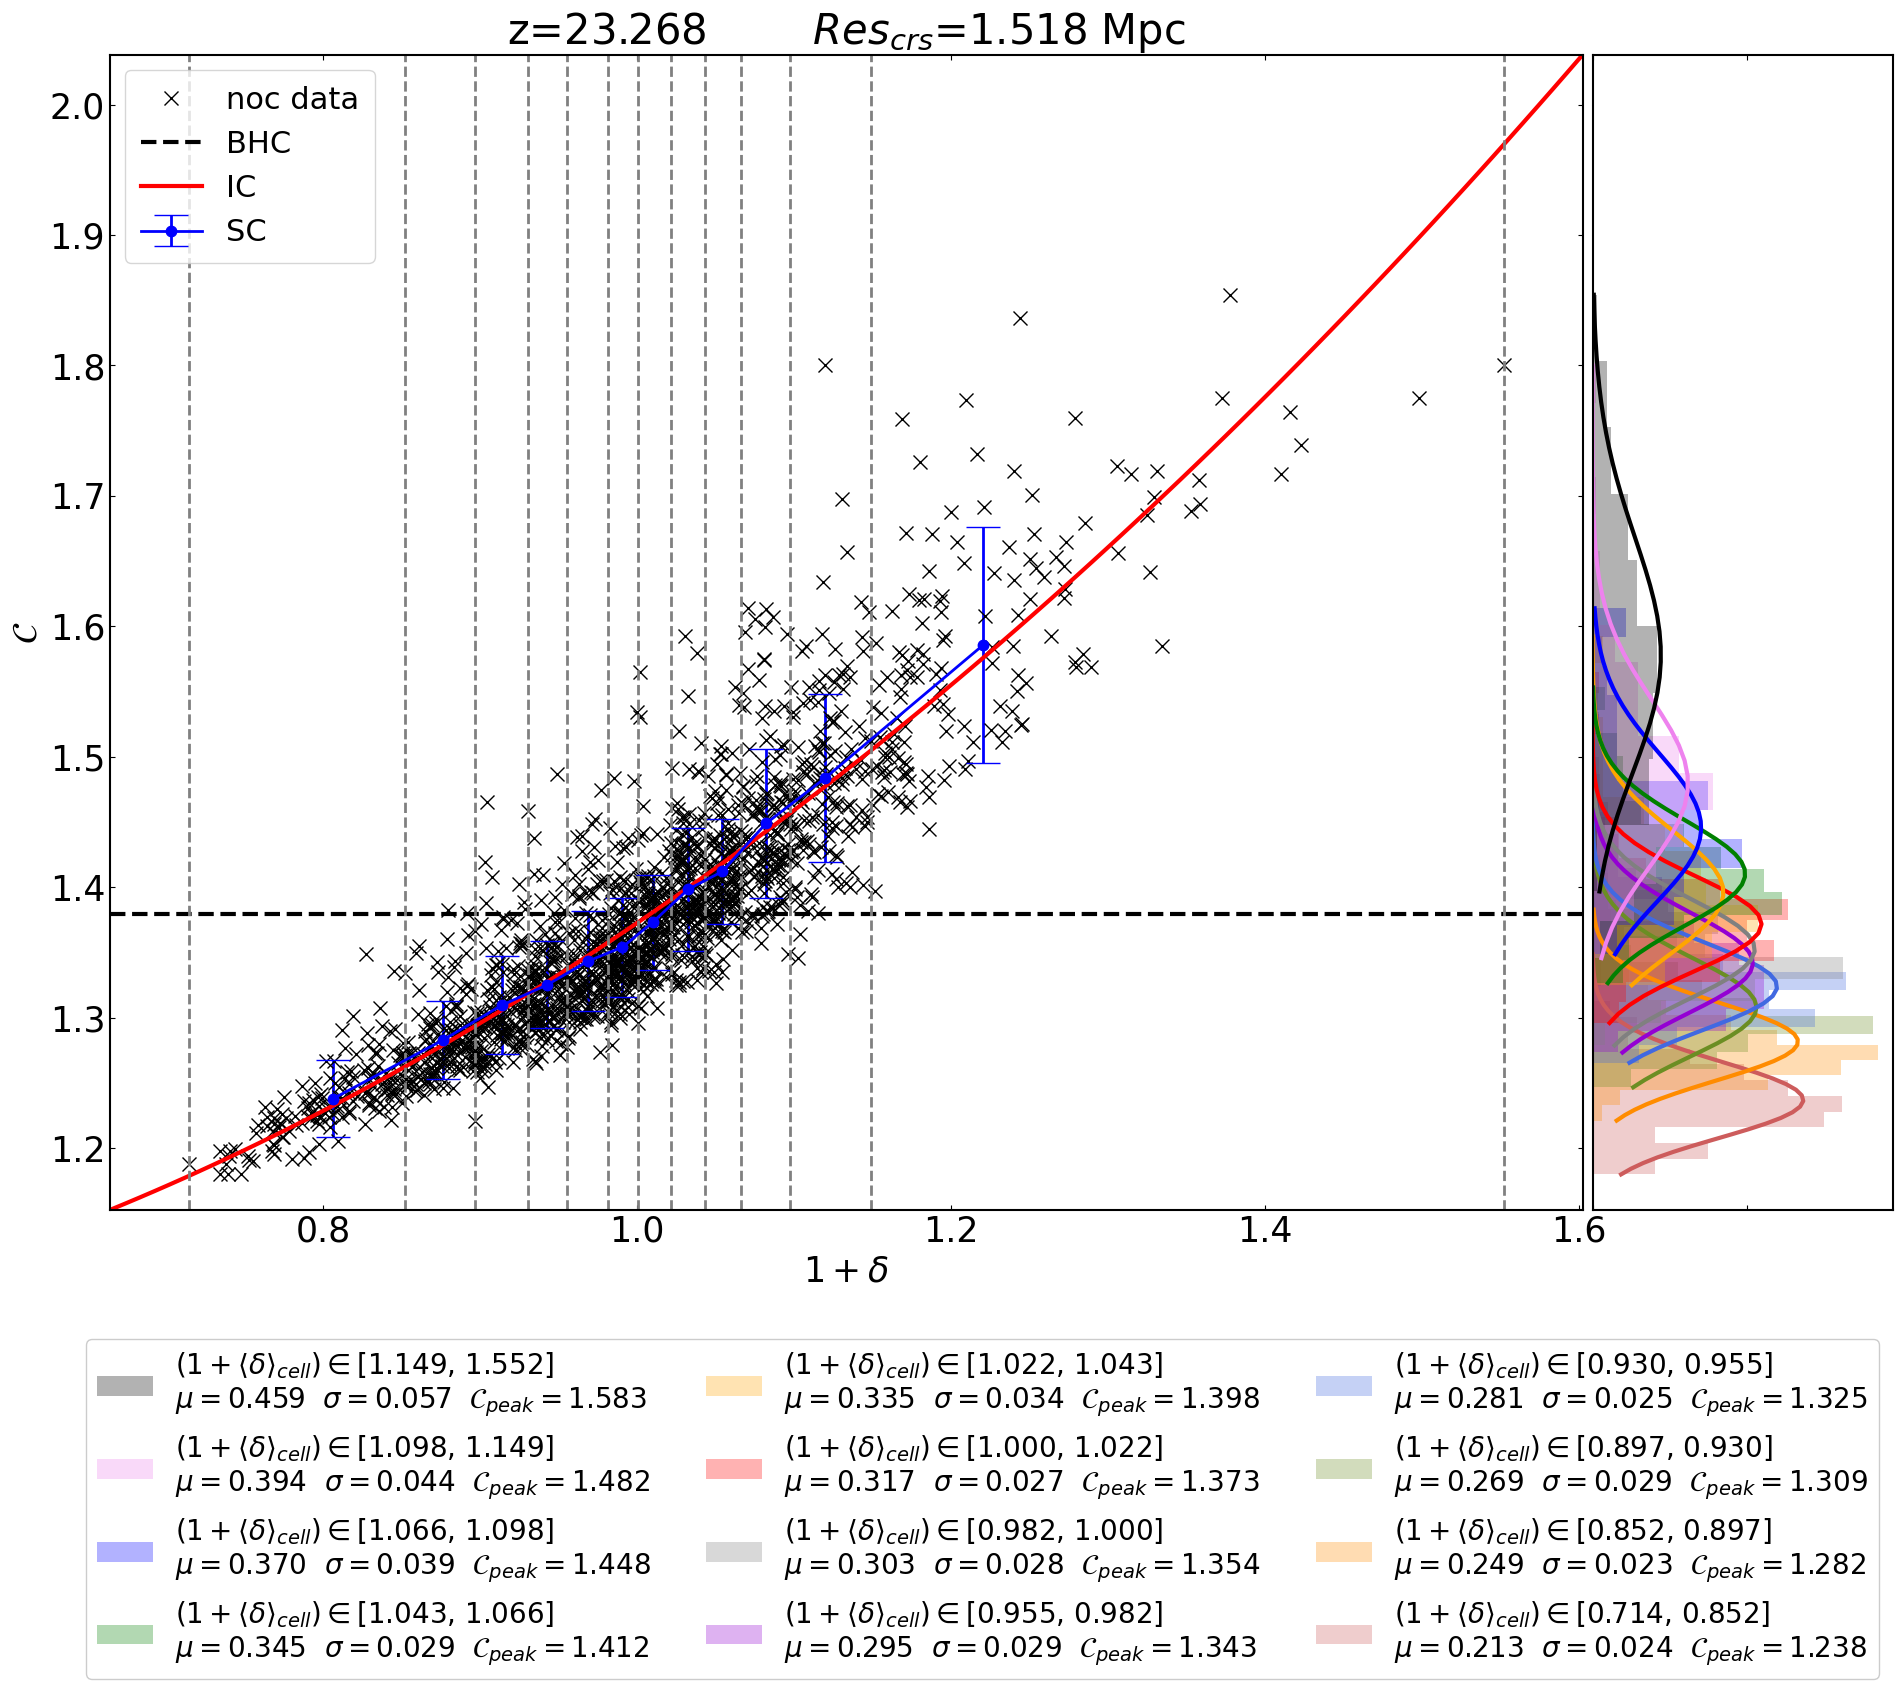 z=23.268 Res_crs=1.518 Mpc
noc data
BHC
IC
SC
2.0
1.9
1.8
1.7
1.6
1.5
1.4
1.3
1.2
𝒞
0.8 1.0 1.2 1.4 1.6
1 + δ
(1 + ⟨δ⟩_cell) ∈ [1.149, 1.552]
μ = 0.459 σ = 0.057 𝒞_peak = 1.583
(1 + ⟨δ⟩_cell) ∈ [1.098, 1.149]
μ = 0.394 σ = 0.044 𝒞_peak = 1.482
(1 + ⟨δ⟩_cell) ∈ [1.066, 1.098]
μ = 0.370 σ = 0.039 𝒞_peak = 1.448
(1 + ⟨δ⟩_cell) ∈ [1.043, 1.066]
μ = 0.345 σ = 0.029 𝒞_peak = 1.412
(1 + ⟨δ⟩_cell) ∈ [1.022, 1.043]
μ = 0.335 σ = 0.034 𝒞_peak = 1.398
(1 + ⟨δ⟩_cell) ∈ [1.000, 1.022]
μ = 0.317 σ = 0.027 𝒞_peak = 1.373
(1 + ⟨δ⟩_cell) ∈ [0.982, 1.000]
μ = 0.303 σ = 0.028 𝒞_peak = 1.354
(1 + ⟨δ⟩_cell) ∈ [0.955, 0.982]
μ = 0.295 σ = 0.029 𝒞_peak = 1.343
(1 + ⟨δ⟩_cell) ∈ [0.930, 0.955]
μ = 0.281 σ = 0.025 𝒞_peak = 1.325
(1 + ⟨δ⟩_cell) ∈ [0.897, 0.930]
μ = 0.269 σ = 0.029 𝒞_peak = 1.309
(1 + ⟨δ⟩_cell) ∈ [0.852, 0.897]
μ = 0.249 σ = 0.023 𝒞_peak = 1.282
(1 + ⟨δ⟩_cell) ∈ [0.714, 0.852]
μ = 0.213 σ = 0.024 𝒞_peak = 1.238